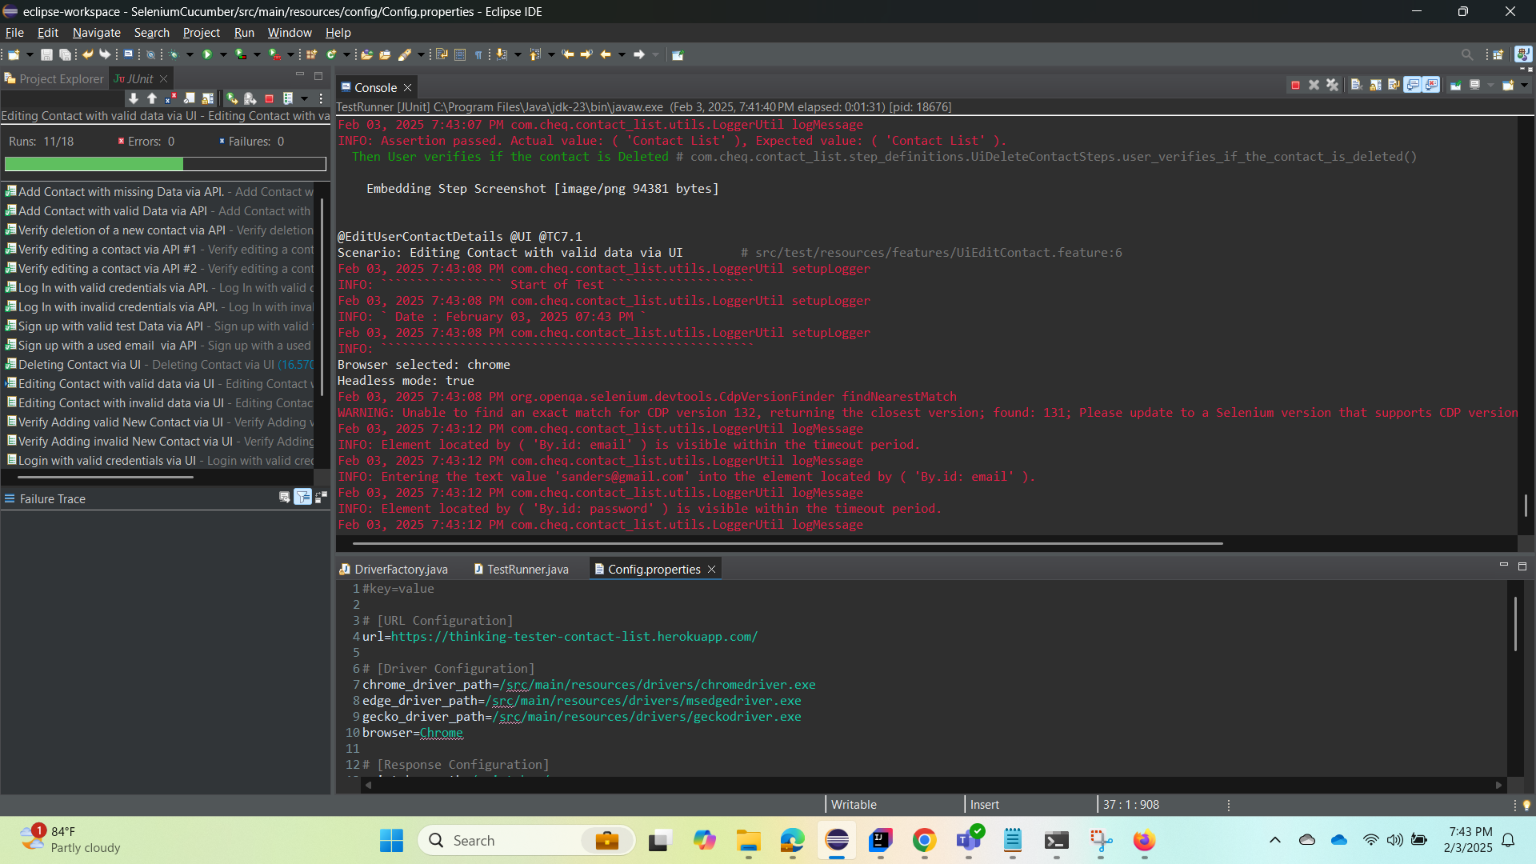 eclipse-workspace - SeleniumCucumber/src/main/resources/config/Config.properties - Eclipse IDE
File Edit Navigate Search Project Run Window Help
Project Explorer JUnit
Console
TestRunner [JUnit] C:\Program Files\Java\jdk-23\bin\javaw.exe (Feb 3, 2025, 7:41:40 PM elapsed: 0:01:31) [pid: 18676]
Editing Contact with valid data via UI - Editing Contact with va
Runs: 11/18 Errors: 0 Failures: 0
Add Contact with missing Data via API. - Add Contact w
Add Contact with valid Data via API - Add Contact with
Verify deletion of a new contact via API - Verify deletion
Verify editing a contact via API #1 - Verify editing a cont
Verify editing a contact via API #2 - Verify editing a cont
Log In with valid credentials via API. - Log In with valid c
Log In with invalid credentials via API. - Log In with inva
Sign up with valid test Data via API - Sign up with valid
Sign up with a used email via API - Sign up with a used
Deleting Contact via UI - Deleting Contact via UI (16.570
Editing Contact with valid data via UI - Editing Contact
Editing Contact with invalid data via UI - Editing Contact
Verify Adding valid New Contact via UI - Verify Adding
Verify Adding invalid New Contact via UI - Verify Adding
Login with valid credentials via UI - Login with valid cred
Failure Trace
Feb 03, 2025 7:43:07 PM com.cheq.contact_list.utils.LoggerUtil logMessage
INFO: Assertion passed. Actual value: ( 'Contact List' ), Expected value: ( 'Contact List' ).
Then User verifies if the contact is Deleted # com.cheq.contact_list.step_definitions.UiDeleteContactSteps.user_verifies_if_the_contact_is_deleted()
Embedding Step Screenshot [image/png 94381 bytes]
@EditUserContactDetails @UI @TC7.1
Scenario: Editing Contact with valid data via UI # src/test/resources/features/UiEditContact.feature:6
Feb 03, 2025 7:43:08 PM com.cheq.contact_list.utils.LoggerUtil setupLogger
INFO: ````````````````` Start of Test ````````````````````
Feb 03, 2025 7:43:08 PM com.cheq.contact_list.utils.LoggerUtil setupLogger
INFO: ` Date : February 03, 2025 07:43 PM `
Feb 03, 2025 7:43:08 PM com.cheq.contact_list.utils.LoggerUtil setupLogger
INFO: ````````````````````````````````````````````````````
Browser selected: chrome
Headless mode: true
Feb 03, 2025 7:43:08 PM org.openqa.selenium.devtools.CdpVersionFinder findNearestMatch
WARNING: Unable to find an exact match for CDP version 132, returning the closest version; found: 131; Please update to a Selenium version that supports CDP version
Feb 03, 2025 7:43:12 PM com.cheq.contact_list.utils.LoggerUtil logMessage
INFO: Element located by ( 'By.id: email' ) is visible within the timeout period.
Feb 03, 2025 7:43:12 PM com.cheq.contact_list.utils.LoggerUtil logMessage
INFO: Entering the text value 'sanders@gmail.com' into the element located by ( 'By.id: email' ).
Feb 03, 2025 7:43:12 PM com.cheq.contact_list.utils.LoggerUtil logMessage
INFO: Element located by ( 'By.id: password' ) is visible within the timeout period.
Feb 03, 2025 7:43:12 PM com.cheq.contact_list.utils.LoggerUtil logMessage
DriverFactory.java TestRunner.java Config.properties
1 #key=value
2
3 # [URL Configuration]
4 url=https://thinking-tester-contact-list.herokuapp.com/
5
6 # [Driver Configuration]
7 chrome_driver_path=/src/main/resources/drivers/chromedriver.exe
8 edge_driver_path=/src/main/resources/drivers/msedgedriver.exe
9 gecko_driver_path=/src/main/resources/drivers/geckodriver.exe
10 browser=Chrome
11
12 # [Response Configuration]
Writable Insert 37 : 1 : 908
1 84°F
Partly cloudy
Search
7:43 PM
2/3/2025